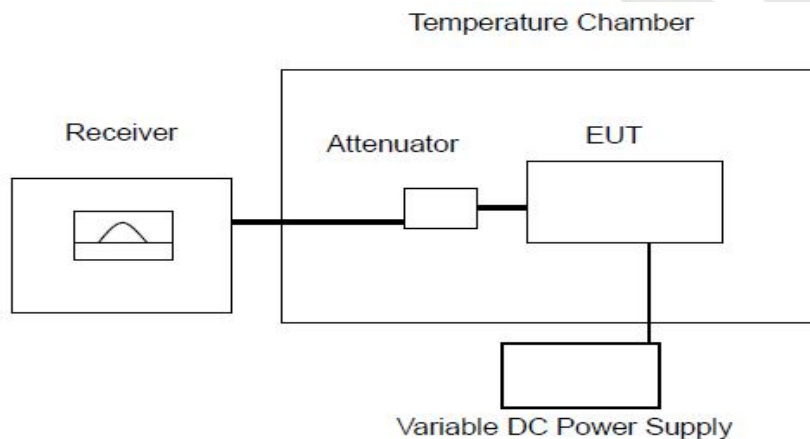 Temperature Chamber
Receiver
Attenuator
EUT
Variable DC Power Supply